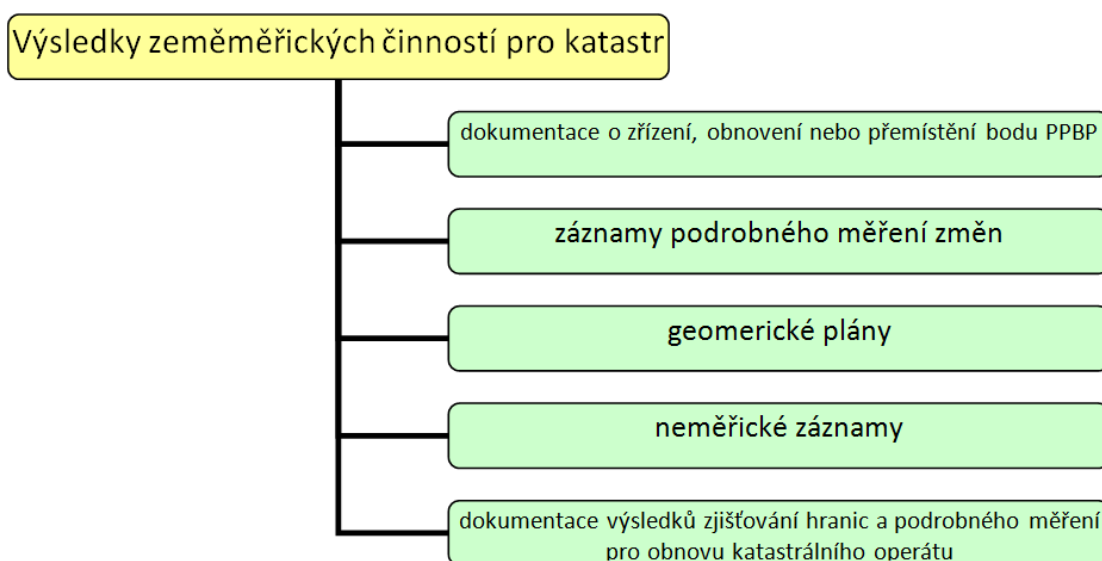 Výsledky zeměměřických činností pro katastr
dokumentace o zřízení, obnovení nebo přemístění bodu PPBP
záznamy podrobného měření změn
geomerické plány
neměřické záznamy
dokumentace výsledků zjišťování hranic a podrobného měření
pro obnovu katastrálního operátu